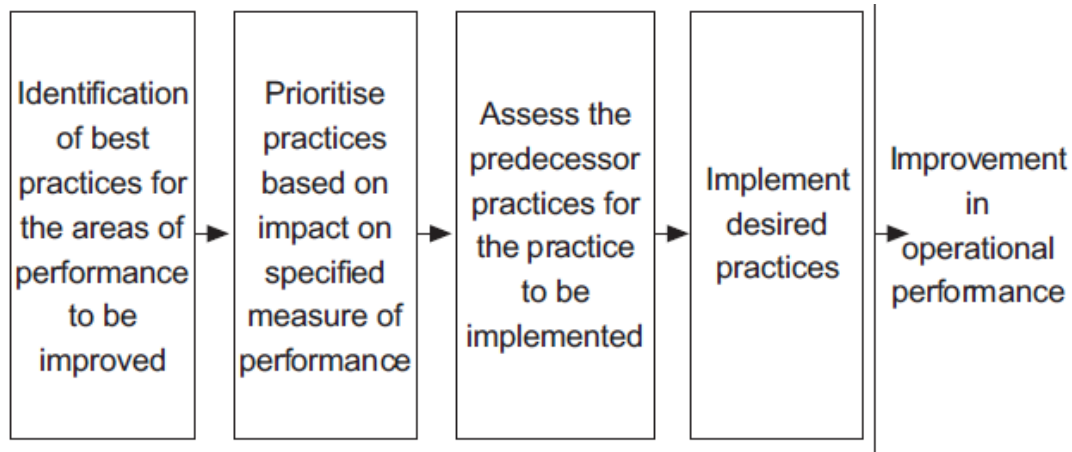 Identification
of best
practices for
the areas of
performance
to be
improved
Prioritise
practices
based on
impact on
specified
measure of
performance
Assess the
predecessor
practices for
the practice
to be
implemented
Implement
desired
practices
Improvement
in
operational
performance